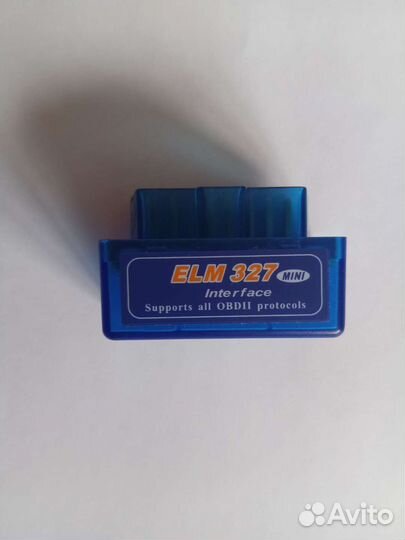 ELM 327 MINI
Interface
Supports all OBDII protocols
Avito